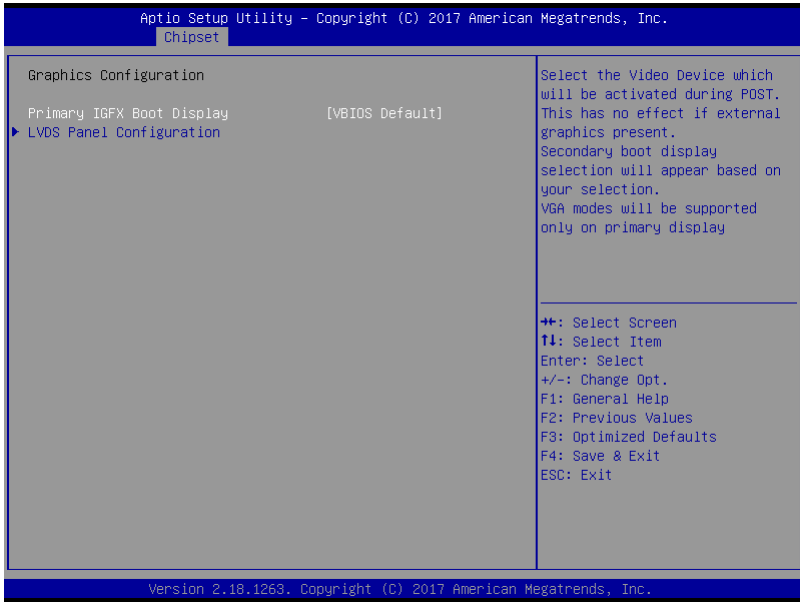 Aptio Setup Utility – Copyright (C) 2017 American Megatrends, Inc.
Chipset
Graphics Configuration
Primary IGFX Boot Display [VBIOS Default]
LVDS Panel Configuration
Select the Video Device which
will be activated during POST.
This has no effect if external
graphics present.
Secondary boot display
selection will appear based on
your selection.
VGA modes will be supported
only on primary display
→←: Select Screen
↑↓: Select Item
Enter: Select
+/-: Change Opt.
F1: General Help
F2: Previous Values
F3: Optimized Defaults
F4: Save & Exit
ESC: Exit
Version 2.18.1263. Copyright (C) 2017 American Megatrends, Inc.